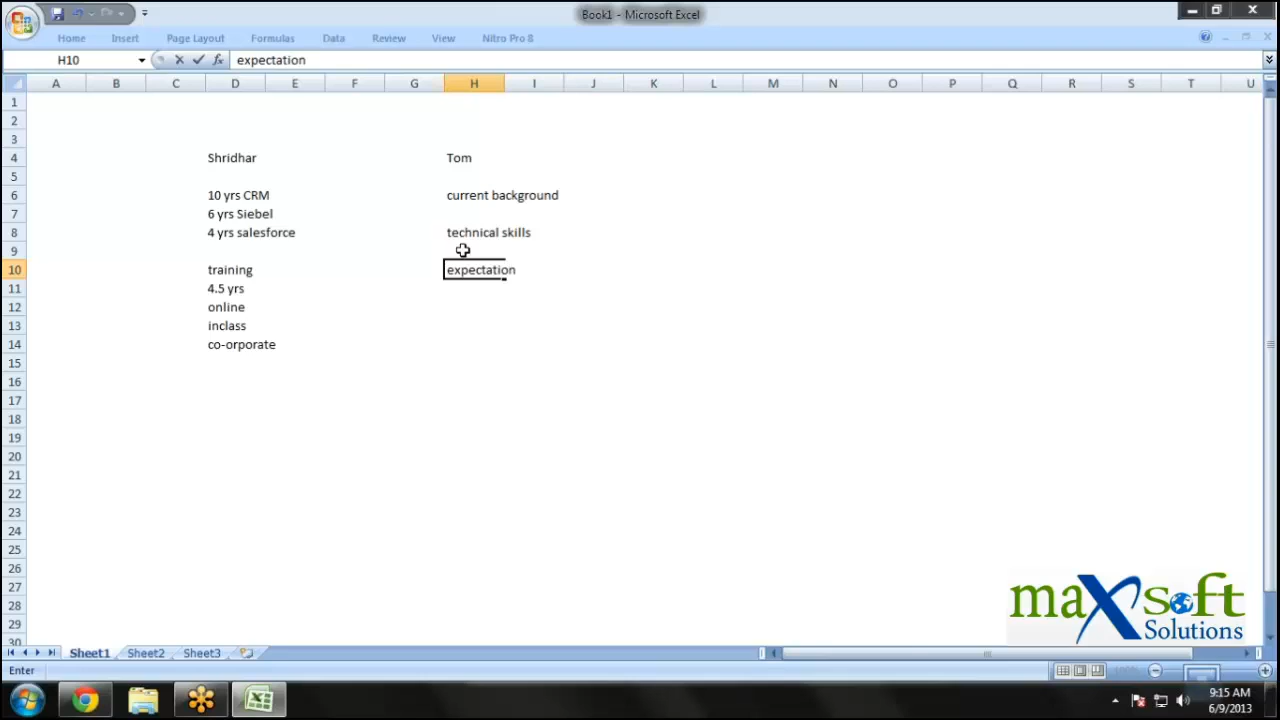 Book1 - Microsoft Excel
Home Insert Page Layout Formulas Data Review View Nitro Pro 8
H10 fx expectation
A B C D E F G H I J K L M N O P Q R S T U
1
2
3
4 Shridhar Tom
5
6 10 yrs CRM current background
7 6 yrs Siebel
8 4 yrs salesforce technical skills
9
10 training expectation
11 4.5 yrs
12 online
13 inclass
14 co-orporate
15
16
17
18
19
20
21
22
23
24
25
26
27
28
29
30
maxsoft
Solutions
Sheet1 Sheet2 Sheet3
Enter
9:15 AM
6/9/2013